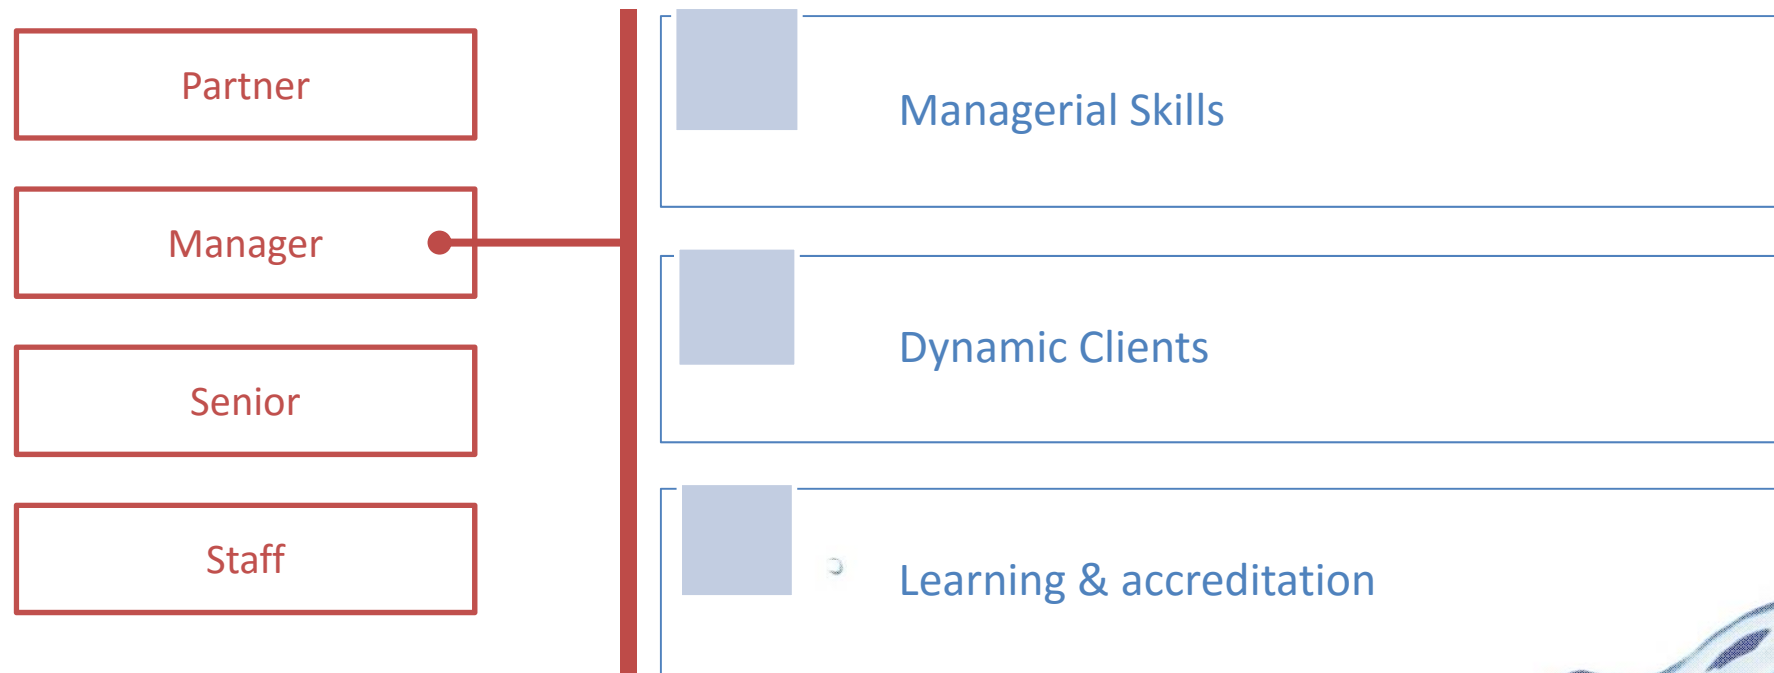 Partner
Manager
Senior
Staff
Managerial Skills
Dynamic Clients
Learning & accreditation